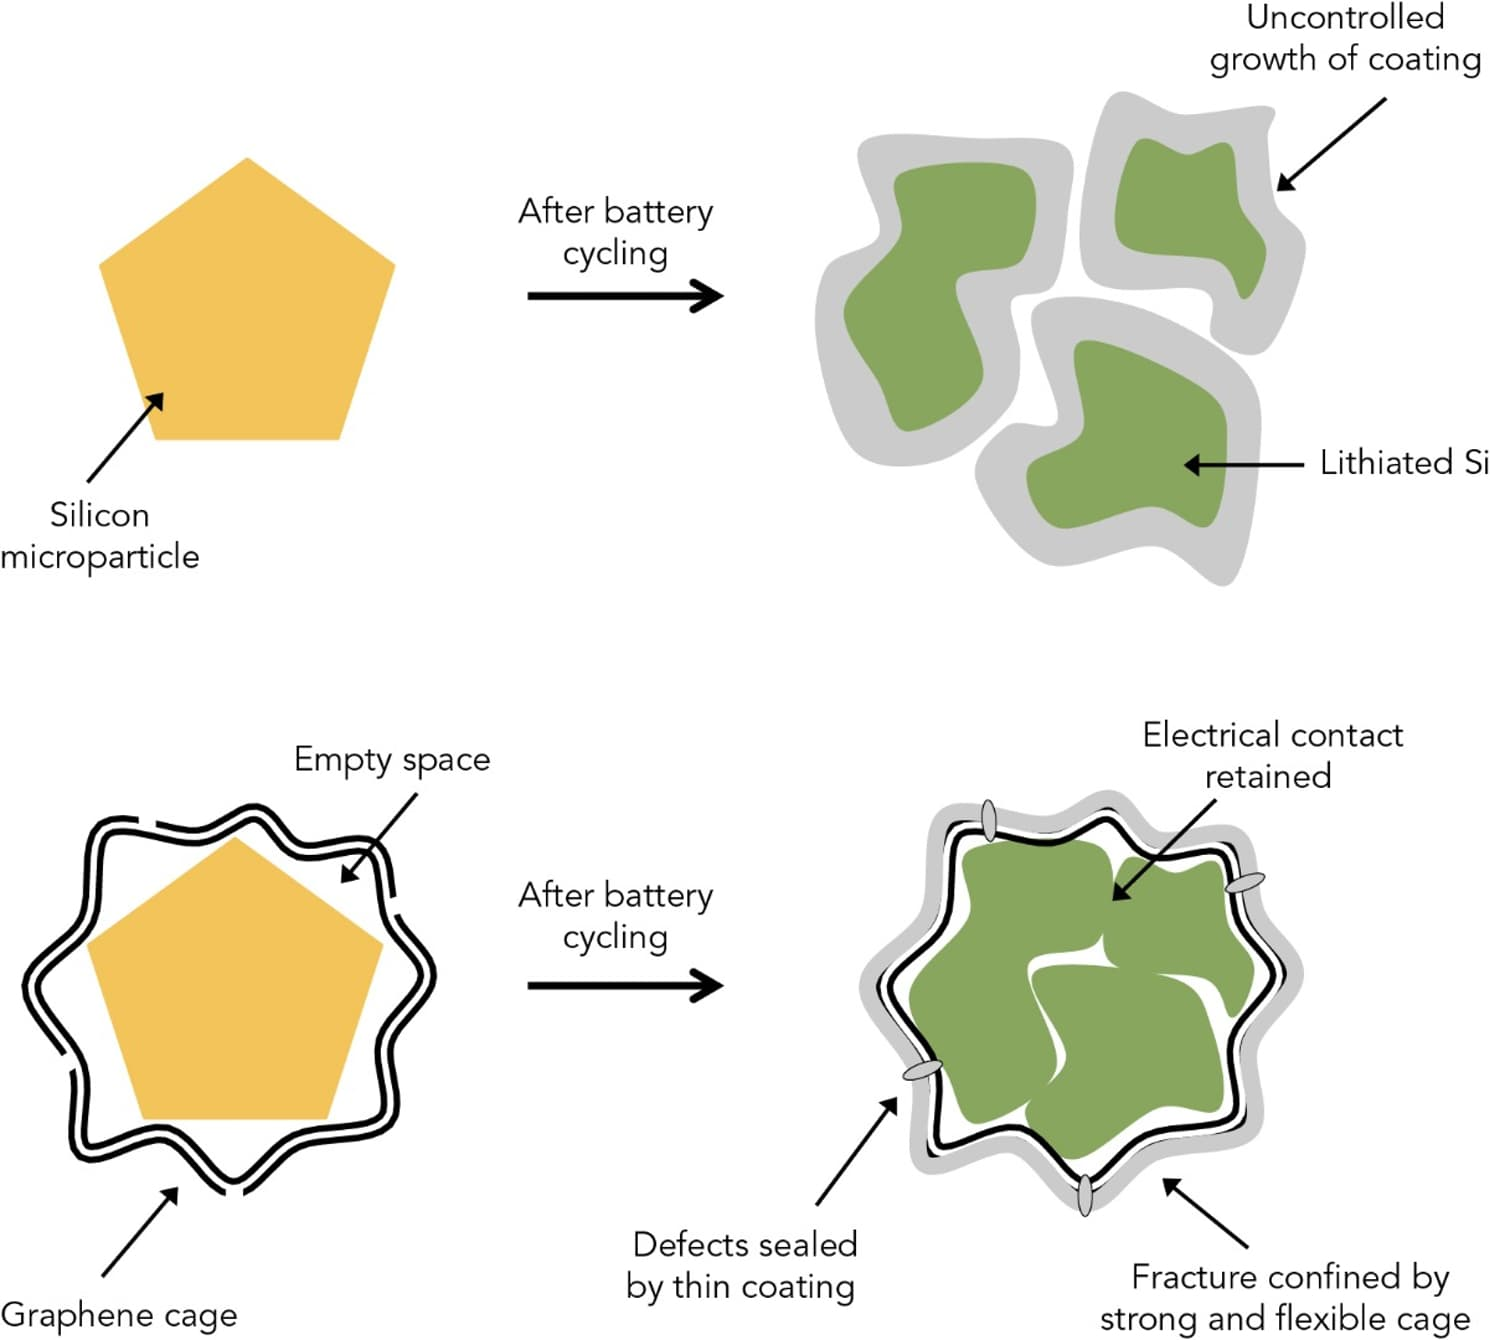 Uncontrolled
growth of coating
After battery
cycling
Silicon
microparticle
Lithiated Si
Empty space
Electrical contact
retained
After battery
cycling
Graphene cage
Defects sealed
by thin coating
Fracture confined by
strong and flexible cage